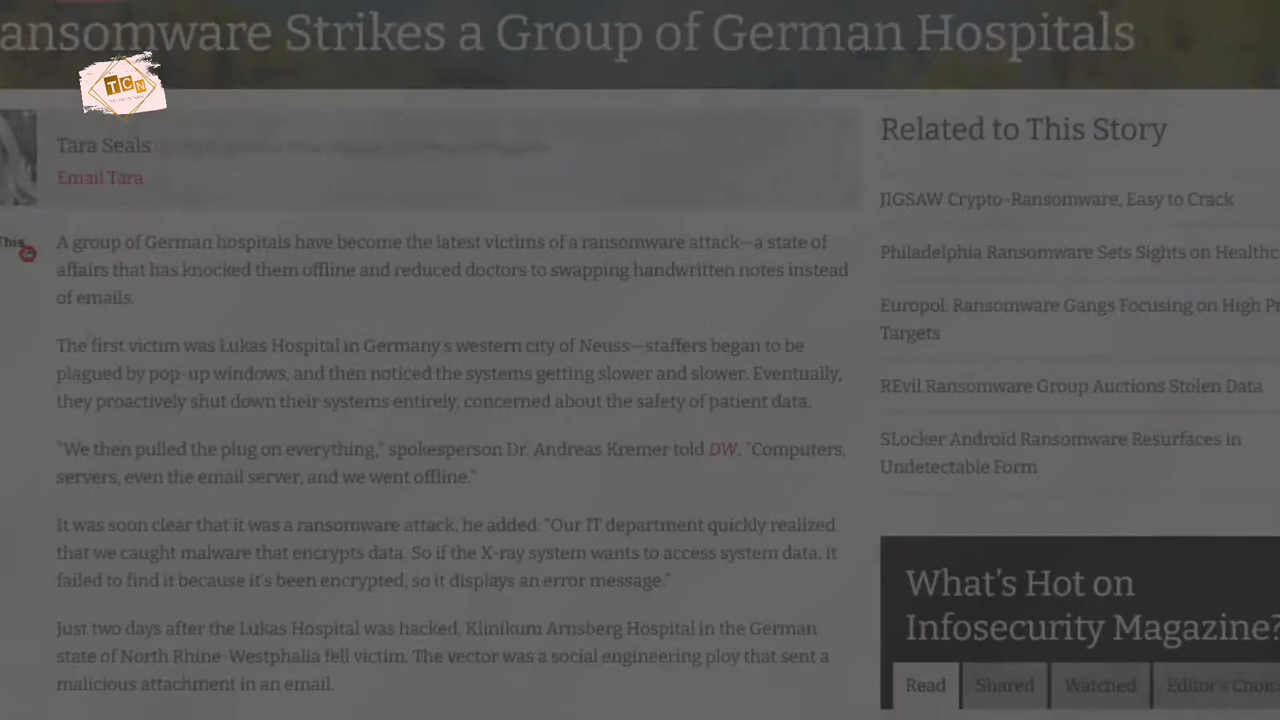 ansomware Strikes a Group of German Hospitals
TCN
Tara Seals
Email Tara
This
A group of German hospitals have become the latest victims of a ransomware attack—a state of
affairs that has knocked them offline and reduced doctors to swapping handwritten notes instead
of emails.
The first victim was Lukas Hospital in Germany's western city of Neuss—staffers began to be
plagued by pop-up windows, and then noticed the systems getting slower and slower. Eventually,
they proactively shut down their systems entirely, concerned about the safety of patient data.
"We then pulled the plug on everything," spokesperson Dr. Andreas Kremer told DW. "Computers,
servers, even the email server, and we went offline."
It was soon clear that it was a ransomware attack, he added. "Our IT department quickly realized
that we caught malware that encrypts data. So if the X-ray system wants to access system data, it
failed to find it because it's been encrypted, so it displays an error message."
Just two days after the Lukas Hospital was hacked, Klinikum Arnsberg Hospital in the German
state of North Rhine-Westphalia fell victim. The vector was a social engineering ploy that sent a
malicious attachment in an email.
Related to This Story
JIGSAW Crypto-Ransomware, Easy to Crack
Philadelphia Ransomware Sets Sights on Healthc
Europol: Ransomware Gangs Focusing on High P
Targets
REvil Ransomware Group Auctions Stolen Data
SLocker Android Ransomware Resurfaces in
Undetectable Form
What's Hot on
Infosecurity Magazine?
Read
Shared
Watched
Editor's Choic